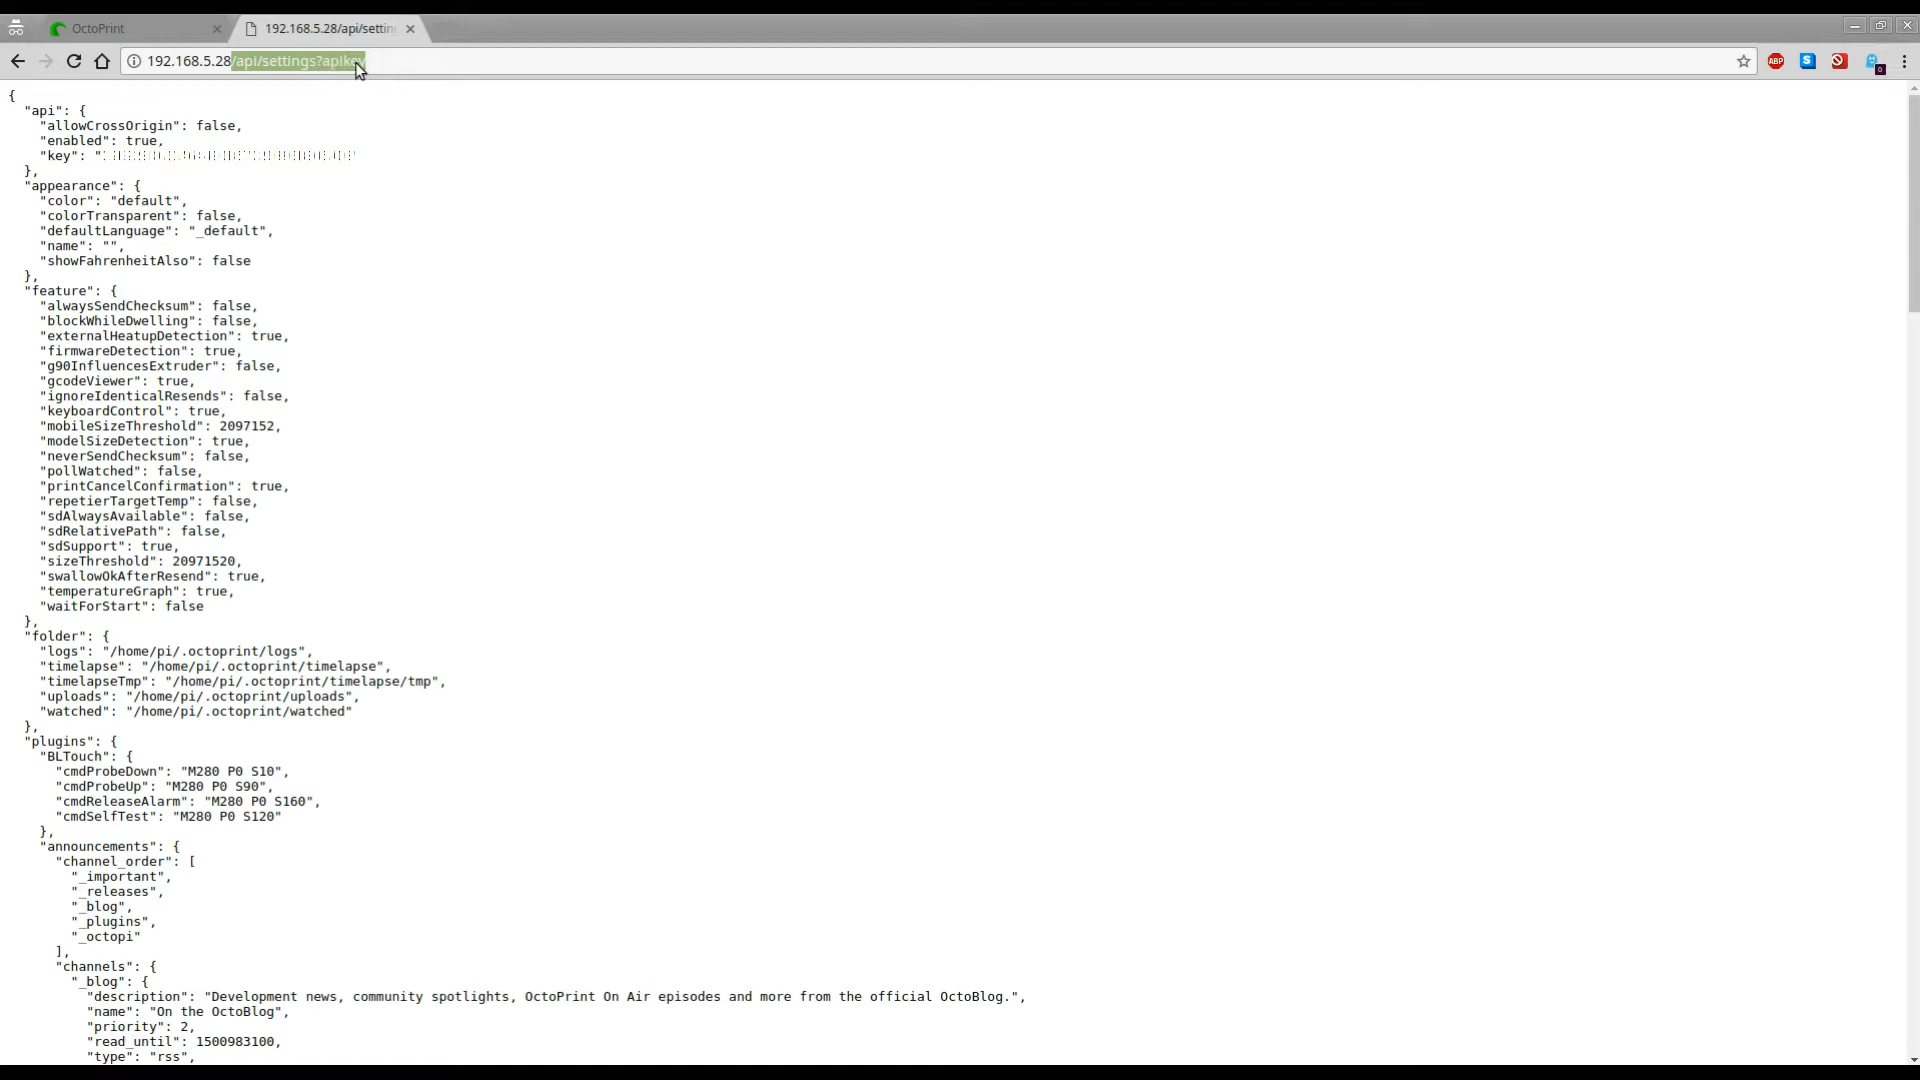 OctoPrint
192.168.5.28/api/settin
192.168.5.28/api/settings?apikey
ABP
S
0
{
"api": {
"allowCrossOrigin": false,
"enabled": true,
"key": "
},
"appearance": {
"color": "default",
"colorTransparent": false,
"defaultLanguage": "_default",
"name": "",
"showFahrenheitAlso": false
},
"feature": {
"alwaysSendChecksum": false,
"blockWhileDwelling": false,
"externalHeatupDetection": true,
"firmwareDetection": true,
"g90InfluencesExtruder": false,
"gcodeViewer": true,
"ignoreIdenticalResends": false,
"keyboardControl": true,
"mobileSizeThreshold": 2097152,
"modelSizeDetection": true,
"neverSendChecksum": false,
"pollWatched": false,
"printCancelConfirmation": true,
"repetierTargetTemp": false,
"sdAlwaysAvailable": false,
"sdRelativePath": false,
"sdSupport": true,
"sizeThreshold": 20971520,
"swallowOkAfterResend": true,
"temperatureGraph": true,
"waitForStart": false
},
"folder": {
"logs": "/home/pi/.octoprint/logs",
"timelapse": "/home/pi/.octoprint/timelapse",
"timelapseTmp": "/home/pi/.octoprint/timelapse/tmp",
"uploads": "/home/pi/.octoprint/uploads",
"watched": "/home/pi/.octoprint/watched"
},
"plugins": {
"BLTouch": {
"cmdProbeDown": "M280 P0 S10",
"cmdProbeUp": "M280 P0 S90",
"cmdReleaseAlarm": "M280 P0 S160",
"cmdSelfTest": "M280 P0 S120"
},
"announcements": {
"channel_order": [
"_important",
"_releases",
"_blog",
"_plugins",
"_octopi"
],
"channels": {
"_blog": {
"description": "Development news, community spotlights, OctoPrint On Air episodes and more from the official OctoBlog.",
"name": "On the OctoBlog",
"priority": 2,
"read_until": 1500983100,
"type": "rss",